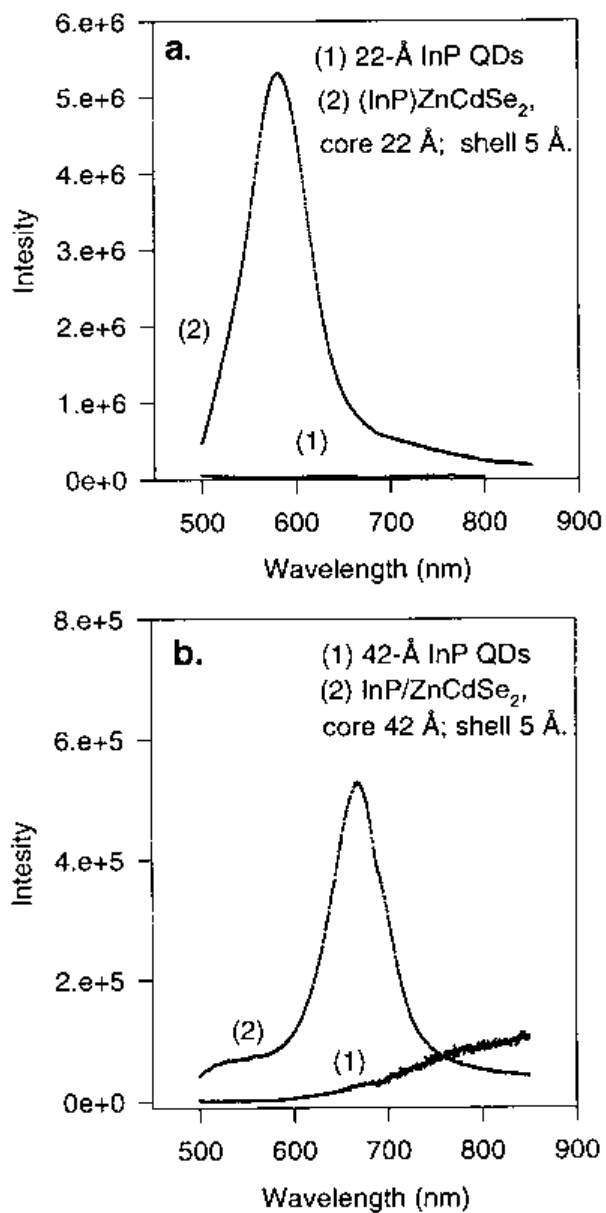 6.e+6
a.
(1) 22-Å InP QDs
5.e+6
(2) (InP)ZnCdSe₂,
core 22 Å; shell 5 Å.
4.e+6
3.e+6
Intesity
(2)
2.e+6
1.e+6
(1)
0e+0
500 600 700 800 900
Wavelength (nm)
8.e+5
b.
(1) 42-Å InP QDs
(2) InP/ZnCdSe₂,
core 42 Å; shell 5 Å.
6.e+5
4.e+5
Intesity
2.e+5
(2)
(1)
0e+0
500 600 700 800 900
Wavelength (nm)